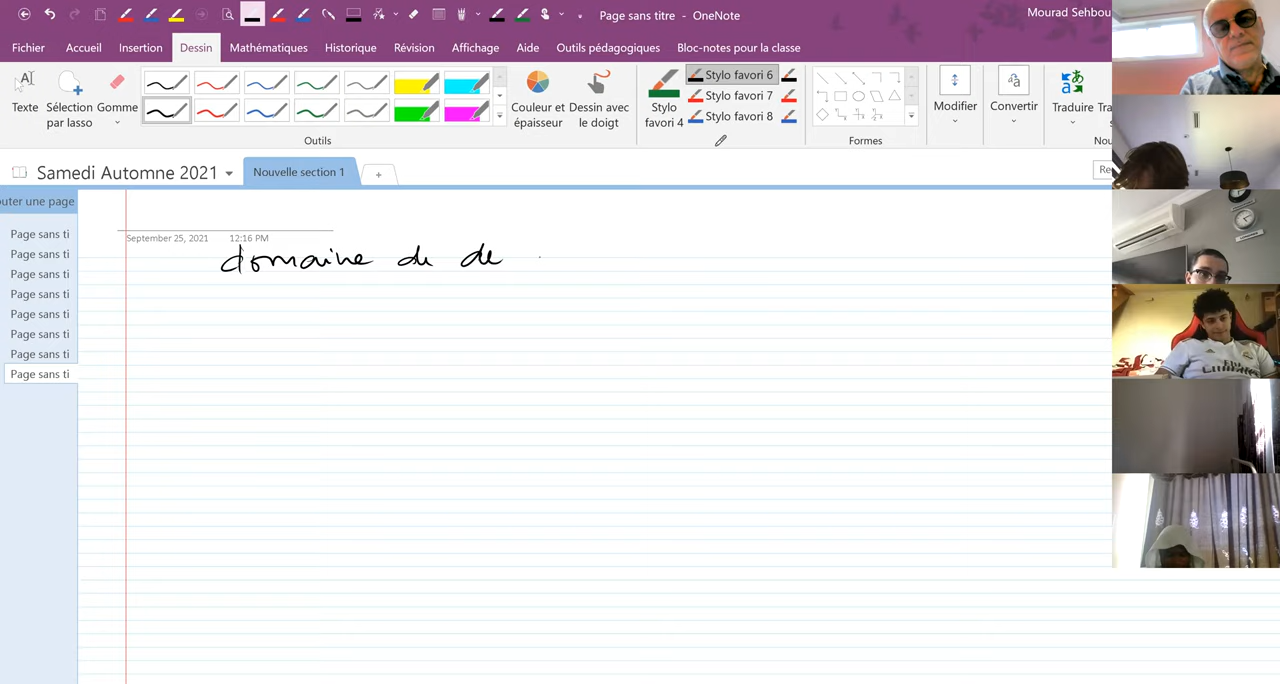 Page sans titre - OneNote
Mourad Sehbou
Fichier Accueil Insertion Dessin Mathématiques Historique Révision Affichage Aide Outils pédagogiques Bloc-notes pour la classe
Texte
Sélection par lasso
Gomme
Couleur et épaisseur
Dessin avec le doigt
Stylo favori 4
Stylo favori 6
Stylo favori 7
Stylo favori 8
Modifier
Convertir
Traduire Tra
Outils
Formes
Nou
Samedi Automne 2021
Nouvelle section 1
Re
outer une page
Page sans ti
Page sans ti
Page sans ti
Page sans ti
Page sans ti
Page sans ti
Page sans ti
Page sans ti
September 25, 2021 12:16 PM
domaine de de